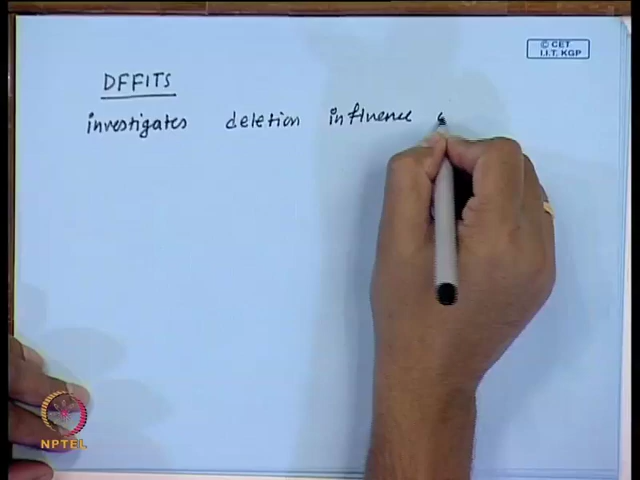 © CET
I.I.T. KGP
DFFITS
investigates deletion influence
NPTEL